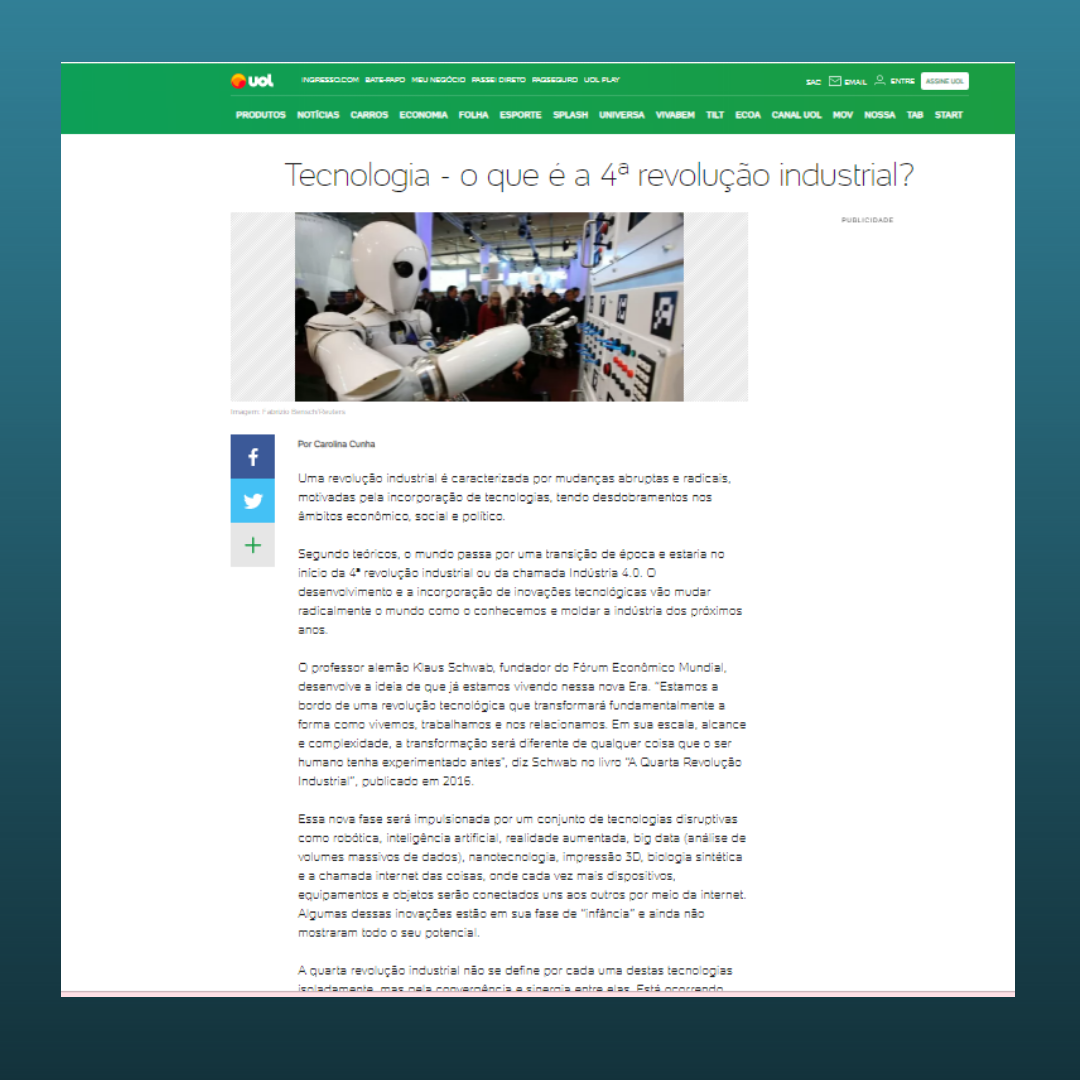 uol
INGRESSO.COM BATE-PAPO MEU NEGÓCIO PASSEI DIRETO PAGSEGURO UOL PLAY
SAC EMAIL ENTRE ASSINE UOL
PRODUTOS NOTÍCIAS CARROS ECONOMIA FOLHA ESPORTE SPLASH UNIVERSA VIVABEM TILT ECOA CANAL UOL MOV NOSSA TAB START
Tecnologia - o que é a 4ª revolução industrial?
PUBLICIDADE
Imagem: Fabrizio Bensch/Reuters
Por Carolina Cunha
Uma revolução industrial é caracterizada por mudanças abruptas e radicais,
motivadas pela incorporação de tecnologias, tendo desdobramentos nos
âmbitos econômico, social e político.
Segundo teóricos, o mundo passa por uma transição de época e estaria no
início da 4ª revolução industrial ou da chamada Indústria 4.0. O
desenvolvimento e a incorporação de inovações tecnológicas vão mudar
radicalmente o mundo como o conhecemos e moldar a indústria dos próximos
anos.
O professor alemão Klaus Schwab, fundador do Fórum Econômico Mundial,
desenvolve a ideia de que já estamos vivendo nessa nova Era. "Estamos a
bordo de uma revolução tecnológica que transformará fundamentalmente a
forma como vivemos, trabalhamos e nos relacionamos. Em sua escala, alcance
e complexidade, a transformação será diferente de qualquer coisa que o ser
humano tenha experimentado antes", diz Schwab no livro "A Quarta Revolução
Industrial", publicado em 2016.
Essa nova fase será impulsionada por um conjunto de tecnologias disruptivas
como robótica, inteligência artificial, realidade aumentada, big data (análise de
volumes massivos de dados), nanotecnologia, impressão 3D, biologia sintética
e a chamada internet das coisas, onde cada vez mais dispositivos,
equipamentos e objetos serão conectados uns aos outros por meio da internet.
Algumas dessas inovações estão em sua fase de "infância" e ainda não
mostraram todo o seu potencial.
A quarta revolução industrial não se define por cada uma destas tecnologias
isoladamente, mas pela convergência e sinergia entre elas. Está ocorrendo